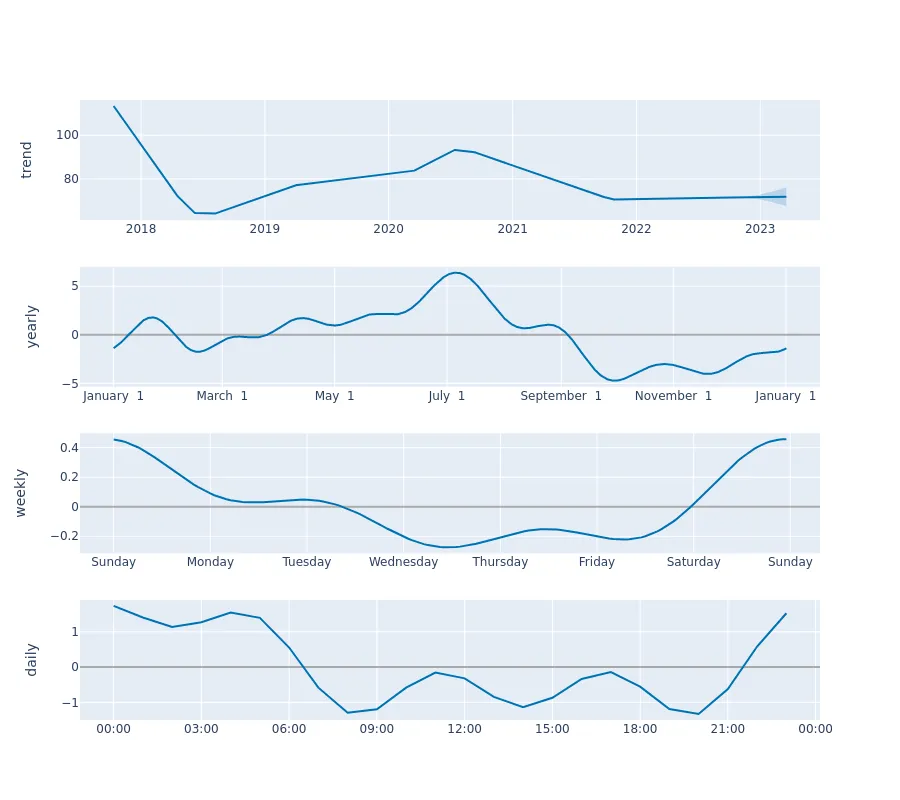 trend
100
80
2018 2019 2020 2021 2022 2023
yearly
5
0
−5
January 1 March 1 May 1 July 1 September 1 November 1 January 1
weekly
0.4
0.2
0
−0.2
Sunday Monday Tuesday Wednesday Thursday Friday Saturday Sunday
daily
1
0
−1
00:00 03:00 06:00 09:00 12:00 15:00 18:00 21:00 00:00